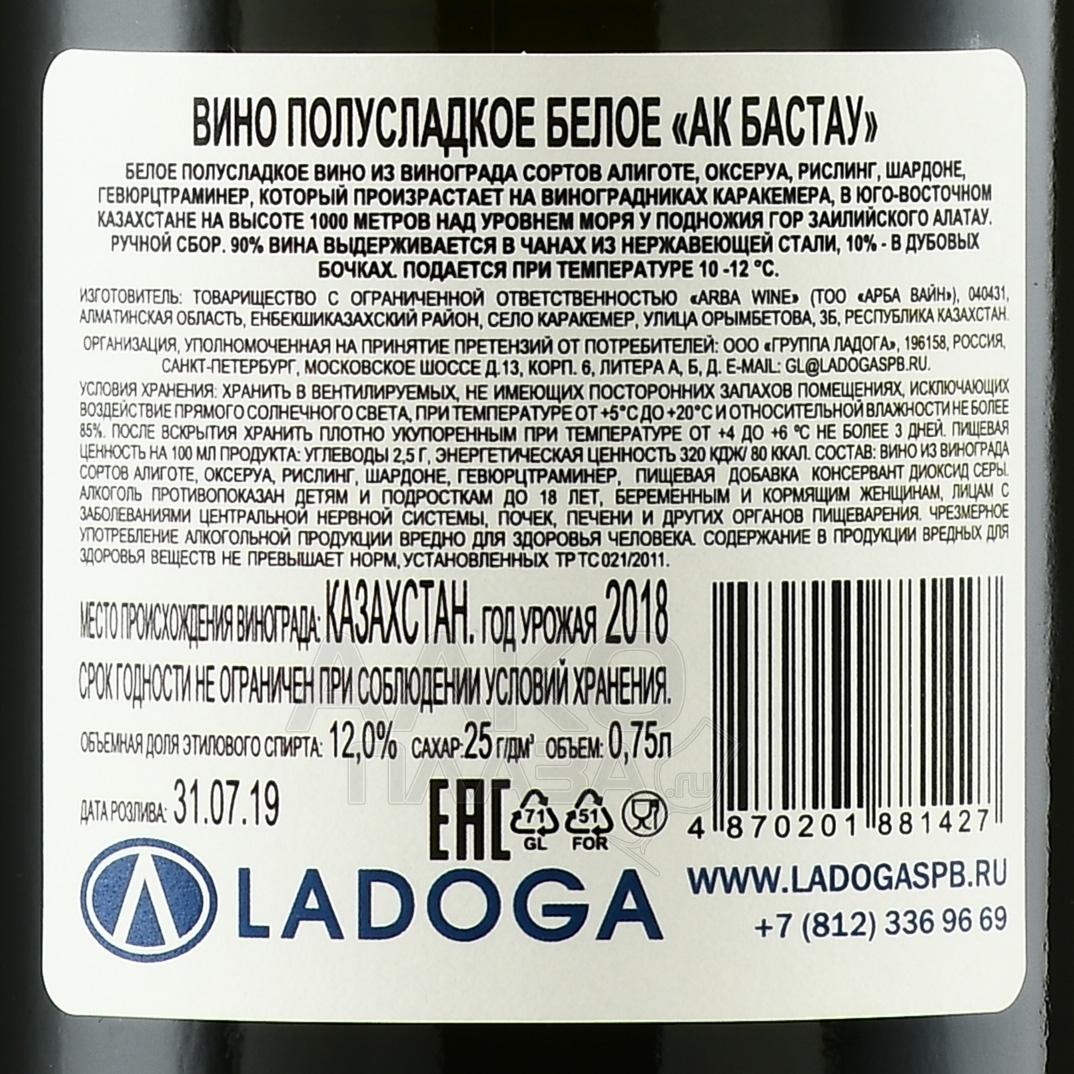 ВИНО ПОЛУСЛАДКОЕ БЕЛОЕ «АК БАСТАУ»
БЕЛОЕ ПОЛУСЛАДКОЕ ВИНО ИЗ ВИНОГРАДА СОРТОВ АЛИГОТЕ, ОКСЕРУА, РИСЛИНГ, ШАРДОНЕ,
ГЕВЮРЦТРАМИНЕР, КОТОРЫЙ ПРОИЗРАСТАЕТ НА ВИНОГРАДНИКАХ КАРАКЕМЕРА, В ЮГО-ВОСТОЧНОМ
КАЗАХСТАНЕ НА ВЫСОТЕ 1000 МЕТРОВ НАД УРОВНЕМ МОРЯ У ПОДНОЖИЯ ГОР ЗАИЛИЙСКОГО АЛАТАУ.
РУЧНОЙ СБОР. 90% ВИНА ВЫДЕРЖИВАЕТСЯ В ЧАНАХ ИЗ НЕРЖАВЕЮЩЕЙ СТАЛИ, 10% - В ДУБОВЫХ
БОЧКАХ. ПОДАЕТСЯ ПРИ ТЕМПЕРАТУРЕ 10 -12 °С.
ИЗГОТОВИТЕЛЬ: ТОВАРИЩЕСТВО С ОГРАНИЧЕННОЙ ОТВЕТСТВЕННОСТЬЮ «ARBA WINE» (ТОО «АРБА ВАЙН»), 040431,
АЛМАТИНСКАЯ ОБЛАСТЬ, ЕНБЕКШИКАЗАХСКИЙ РАЙОН, СЕЛО КАРАКЕМЕР, УЛИЦА ОРЫМБЕТОВА, 3Б, РЕСПУБЛИКА КАЗАХСТАН.
ОРГАНИЗАЦИЯ, УПОЛНОМОЧЕННАЯ НА ПРИНЯТИЕ ПРЕТЕНЗИЙ ОТ ПОТРЕБИТЕЛЕЙ: ООО «ГРУППА ЛАДОГА», 196158, РОССИЯ,
САНКТ-ПЕТЕРБУРГ, МОСКОВСКОЕ ШОССЕ Д.13, КОРП. 6, ЛИТЕРА А, Б, Д. E-MAIL: GL@LADOGASPB.RU.
УСЛОВИЯ ХРАНЕНИЯ: ХРАНИТЬ В ВЕНТИЛИРУЕМЫХ, НЕ ИМЕЮЩИХ ПОСТОРОННИХ ЗАПАХОВ ПОМЕЩЕНИЯХ, ИСКЛЮЧАЮЩИХ
ВОЗДЕЙСТВИЕ ПРЯМОГО СОЛНЕЧНОГО СВЕТА, ПРИ ТЕМПЕРАТУРЕ ОТ +5°С ДО +20°С И ОТНОСИТЕЛЬНОЙ ВЛАЖНОСТИ НЕ БОЛЕЕ
85%. ПОСЛЕ ВСКРЫТИЯ ХРАНИТЬ ПЛОТНО УКУПОРЕННЫМ ПРИ ТЕМПЕРАТУРЕ ОТ +4 ДО +6 °С НЕ БОЛЕЕ 3 ДНЕЙ. ПИЩЕВАЯ
ЦЕННОСТЬ НА 100 МЛ ПРОДУКТА: УГЛЕВОДЫ 2,5 Г, ЭНЕРГЕТИЧЕСКАЯ ЦЕННОСТЬ 320 КДЖ/ 80 ККАЛ. СОСТАВ: ВИНО ИЗ ВИНОГРАДА
СОРТОВ АЛИГОТЕ, ОКСЕРУА, РИСЛИНГ, ШАРДОНЕ, ГЕВЮРЦТРАМИНЕР, ПИЩЕВАЯ ДОБАВКА КОНСЕРВАНТ ДИОКСИД СЕРЫ.
АЛКОГОЛЬ ПРОТИВОПОКАЗАН ДЕТЯМ И ПОДРОСТКАМ ДО 18 ЛЕТ, БЕРЕМЕННЫМ И КОРМЯЩИМ ЖЕНЩИНАМ, ЛИЦАМ С
ЗАБОЛЕВАНИЯМИ ЦЕНТРАЛЬНОЙ НЕРВНОЙ СИСТЕМЫ, ПОЧЕК, ПЕЧЕНИ И ДРУГИХ ОРГАНОВ ПИЩЕВАРЕНИЯ. ЧРЕЗМЕРНОЕ
УПОТРЕБЛЕНИЕ АЛКОГОЛЬНОЙ ПРОДУКЦИИ ВРЕДНО ДЛЯ ЗДОРОВЬЯ ЧЕЛОВЕКА. СОДЕРЖАНИЕ В ПРОДУКЦИИ ВРЕДНЫХ ДЛЯ
ЗДОРОВЬЯ ВЕЩЕСТВ НЕ ПРЕВЫШАЕТ НОРМ, УСТАНОВЛЕННЫХ ТР ТС 021/2011.
МЕСТО ПРОИСХОЖДЕНИЯ ВИНОГРАДА: КАЗАХСТАН. ГОД УРОЖАЯ 2018
СРОК ГОДНОСТИ НЕ ОГРАНИЧЕН ПРИ СОБЛЮДЕНИИ УСЛОВИЙ ХРАНЕНИЯ.
ОБЪЕМНАЯ ДОЛЯ ЭТИЛОВОГО СПИРТА: 12,0% САХАР: 25 Г/ДМ³ ОБЪЕМ: 0,75Л
АЛКО
ПЛАЗА.ru
ДАТА РОЗЛИВА: 31.07.19
EAC 71 GL 51 FOR
4 870201 881427
LADOGA
WWW.LADOGASPB.RU
+7 (812) 336 96 69